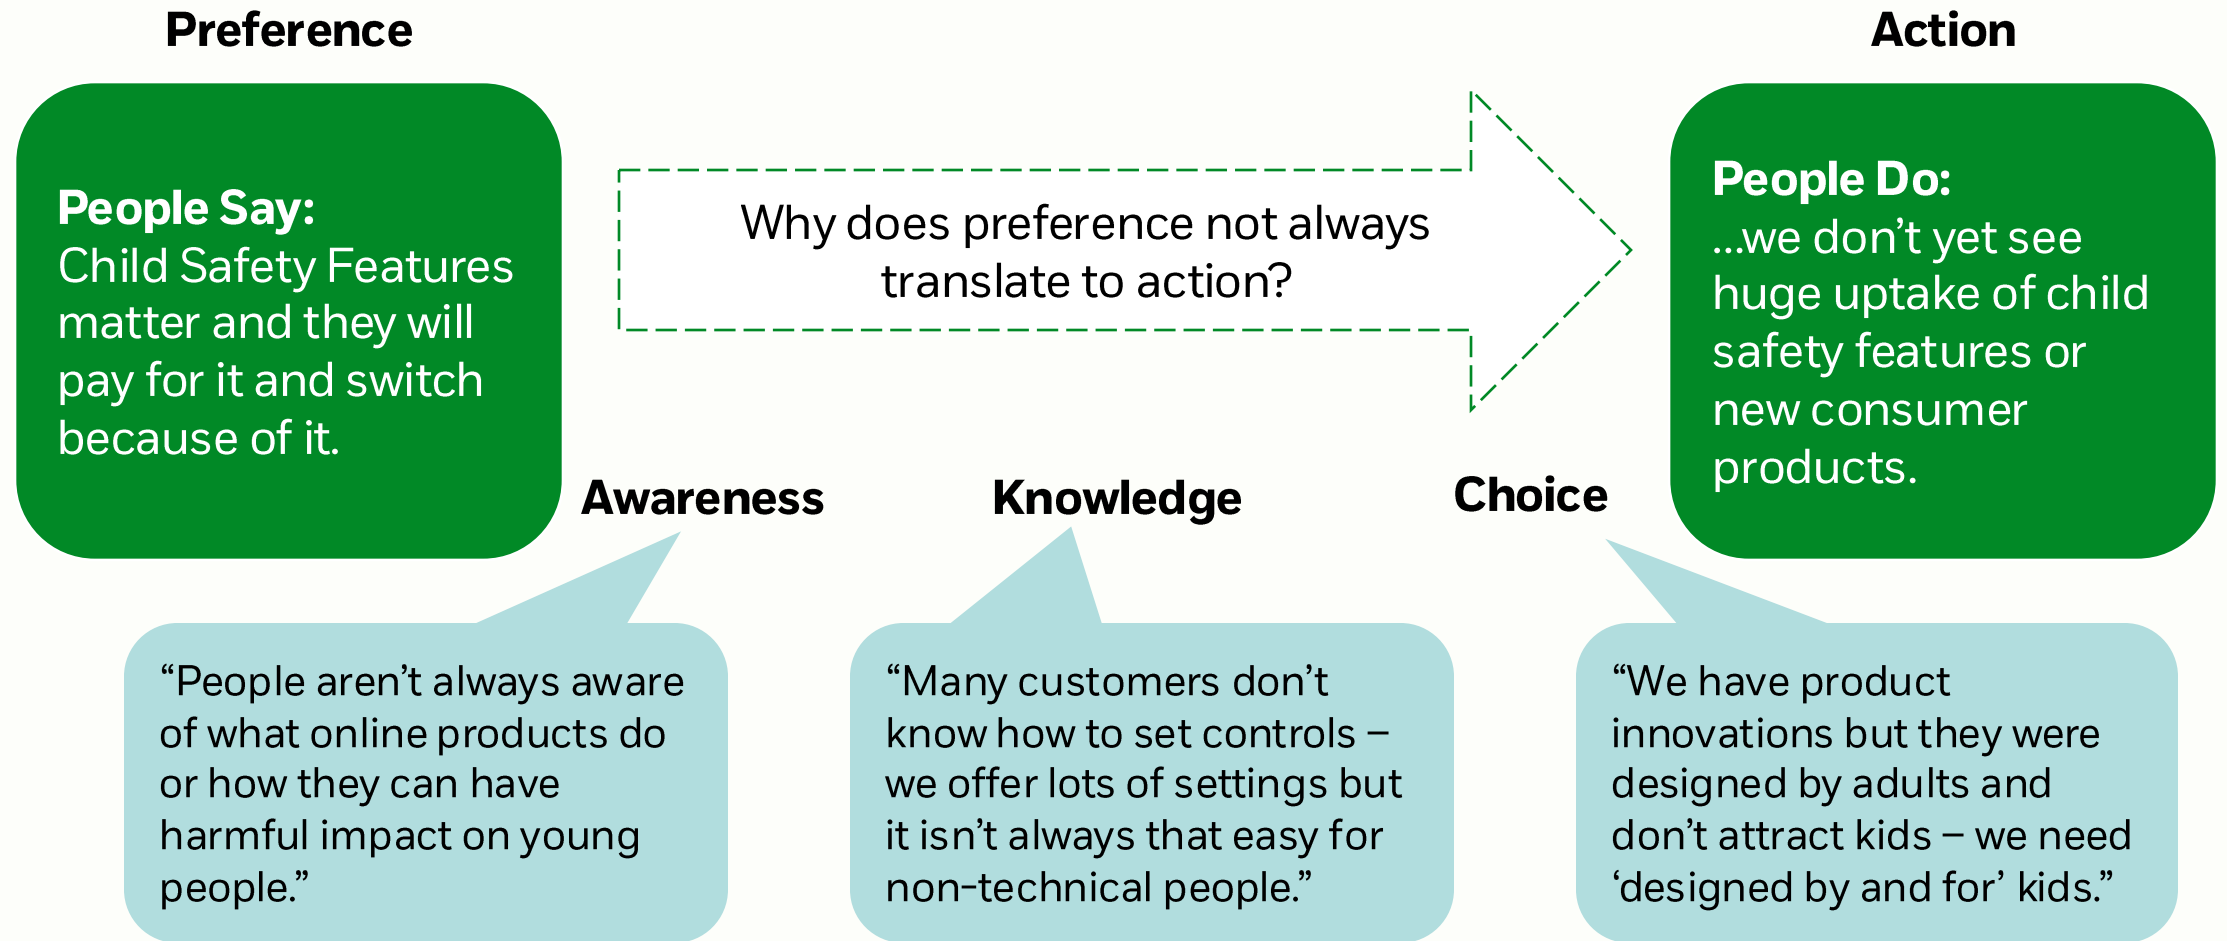 Preference
Action
People Say:
Child Safety Features
matter and they will
pay for it and switch
because of it.
Why does preference not always
translate to action?
People Do:
...we don’t yet see
huge uptake of child
safety features or
new consumer
products.
Awareness
Knowledge
Choice
“People aren’t always aware
of what online products do
or how they can have
harmful impact on young
people.”
“Many customers don’t
know how to set controls –
we offer lots of settings but
it isn’t always that easy for
non-technical people.”
“We have product
innovations but they were
designed by adults and
don’t attract kids – we need
‘designed by and for’ kids.”